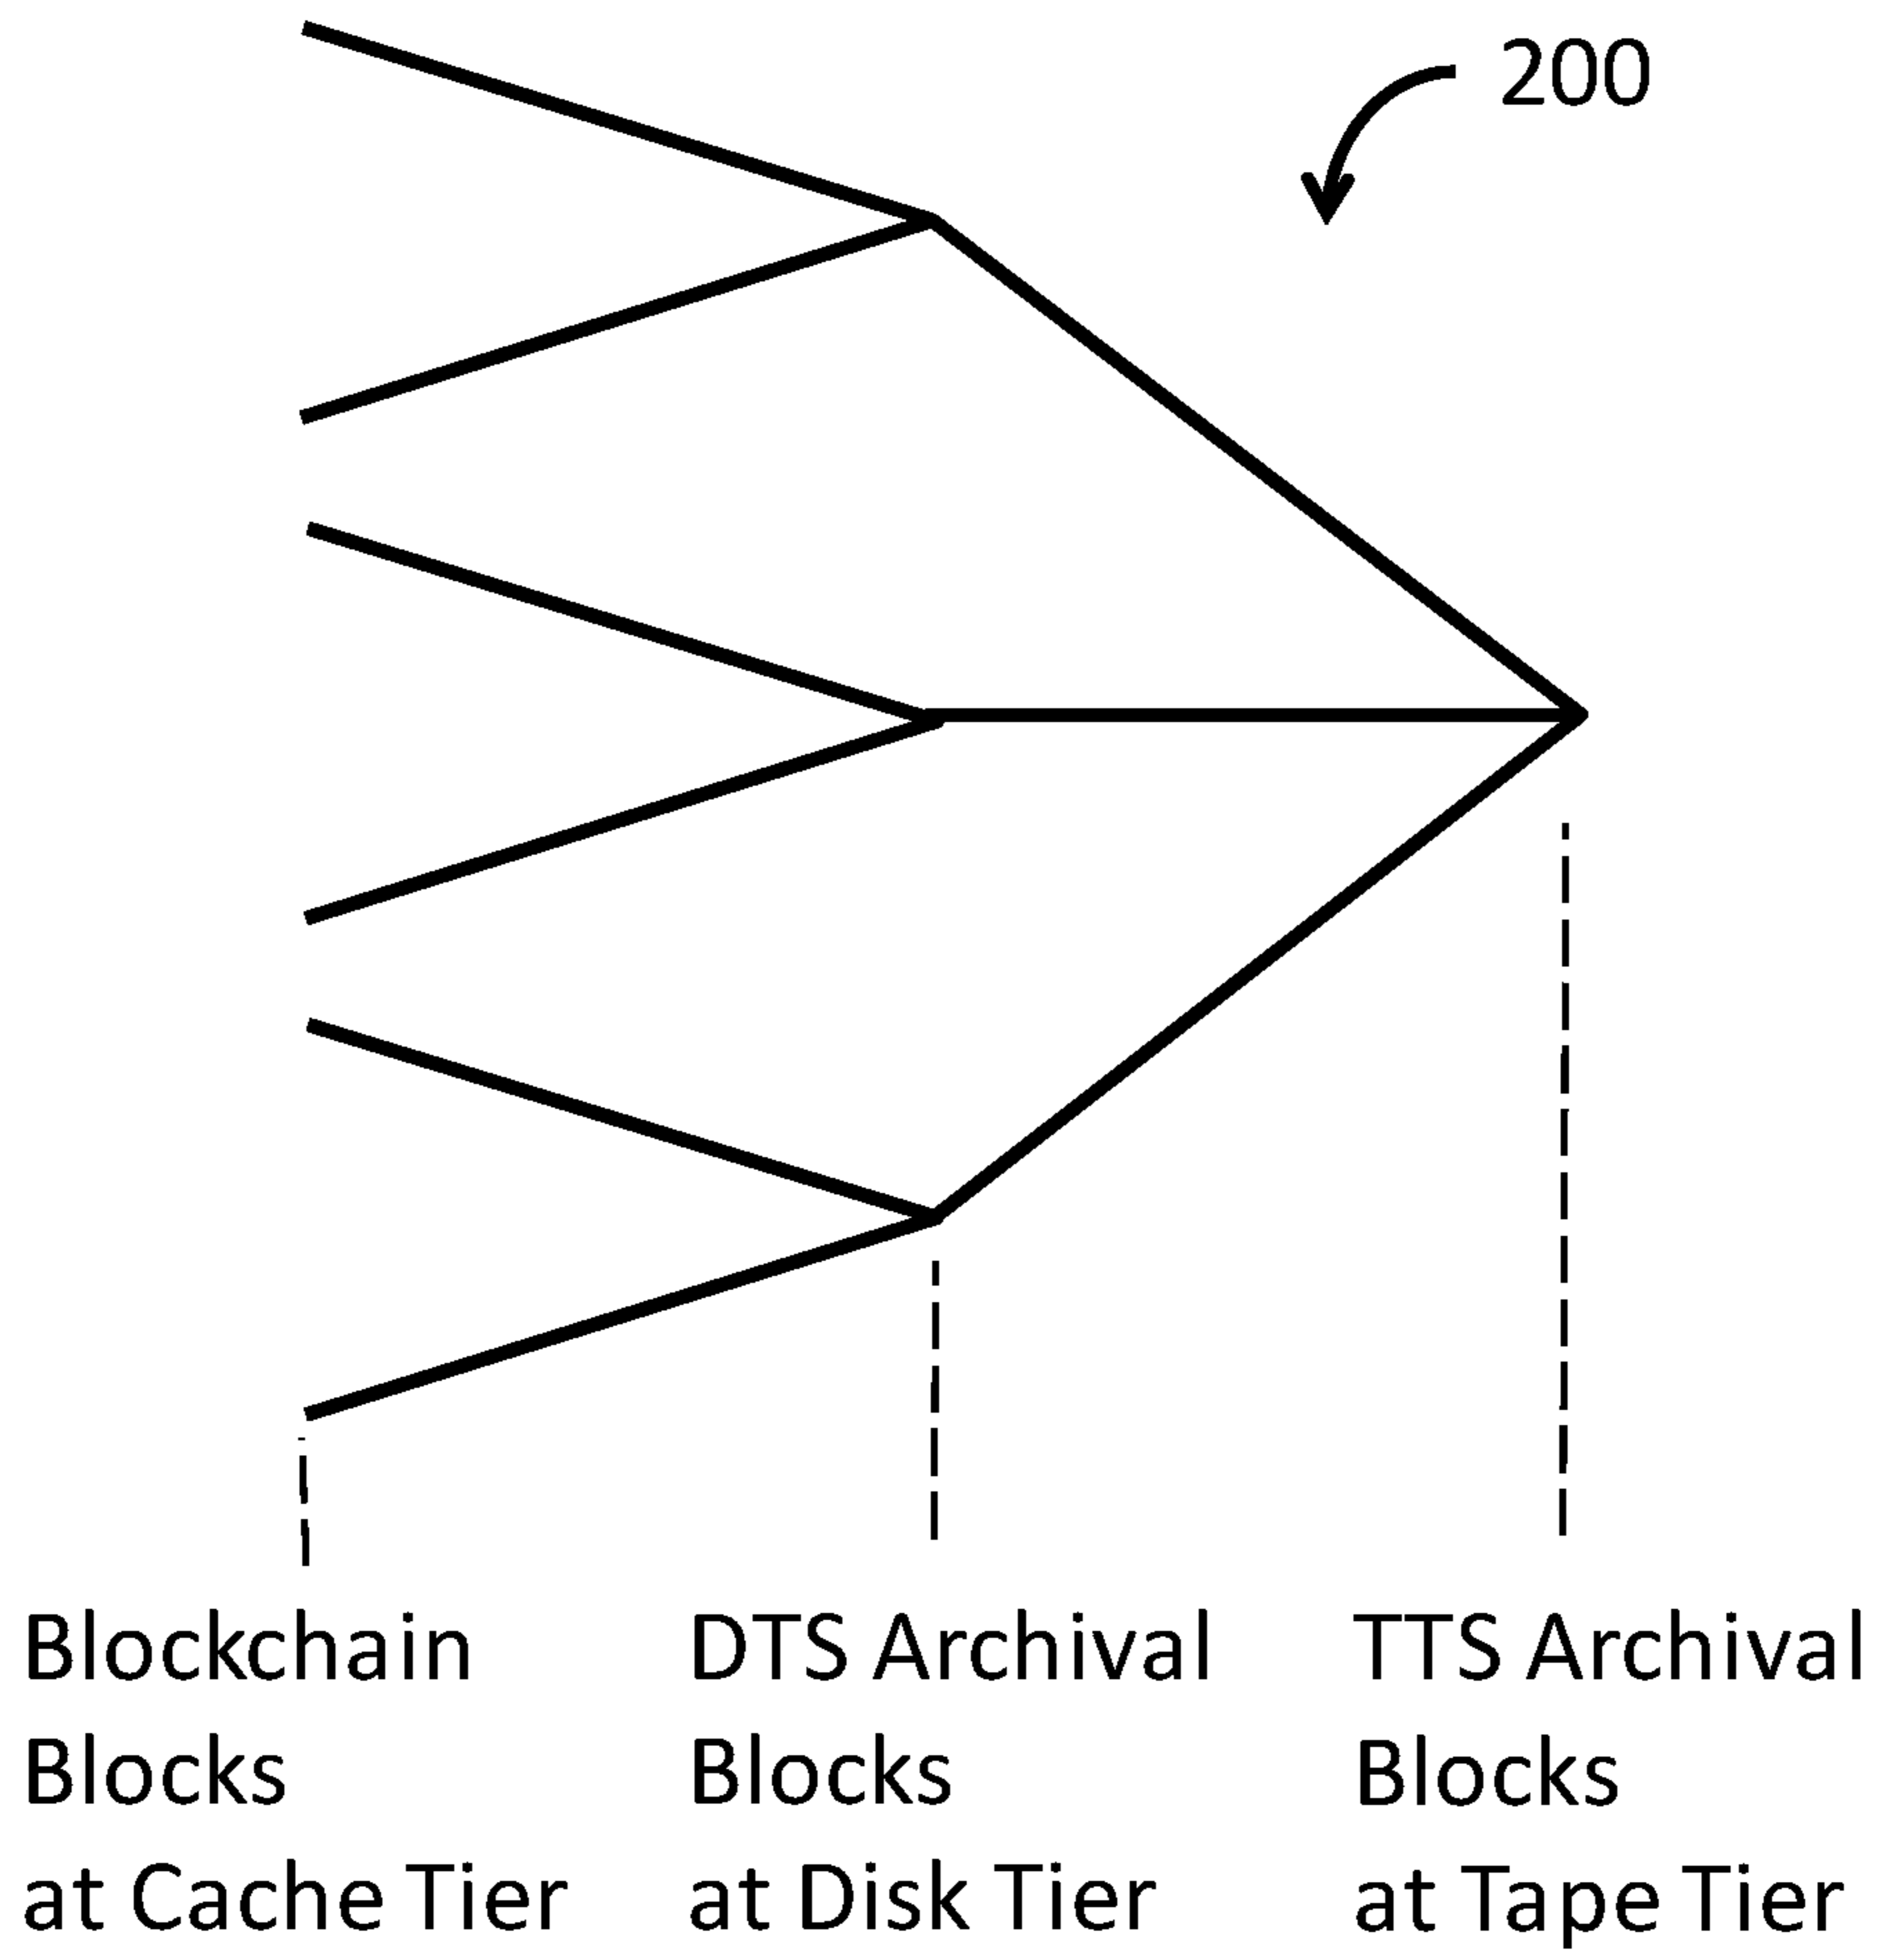 200
Blockchain
Blocks
at Cache Tier
DTS Archival
Blocks
at Disk Tier
TTS Archival
Blocks
at Tape Tier